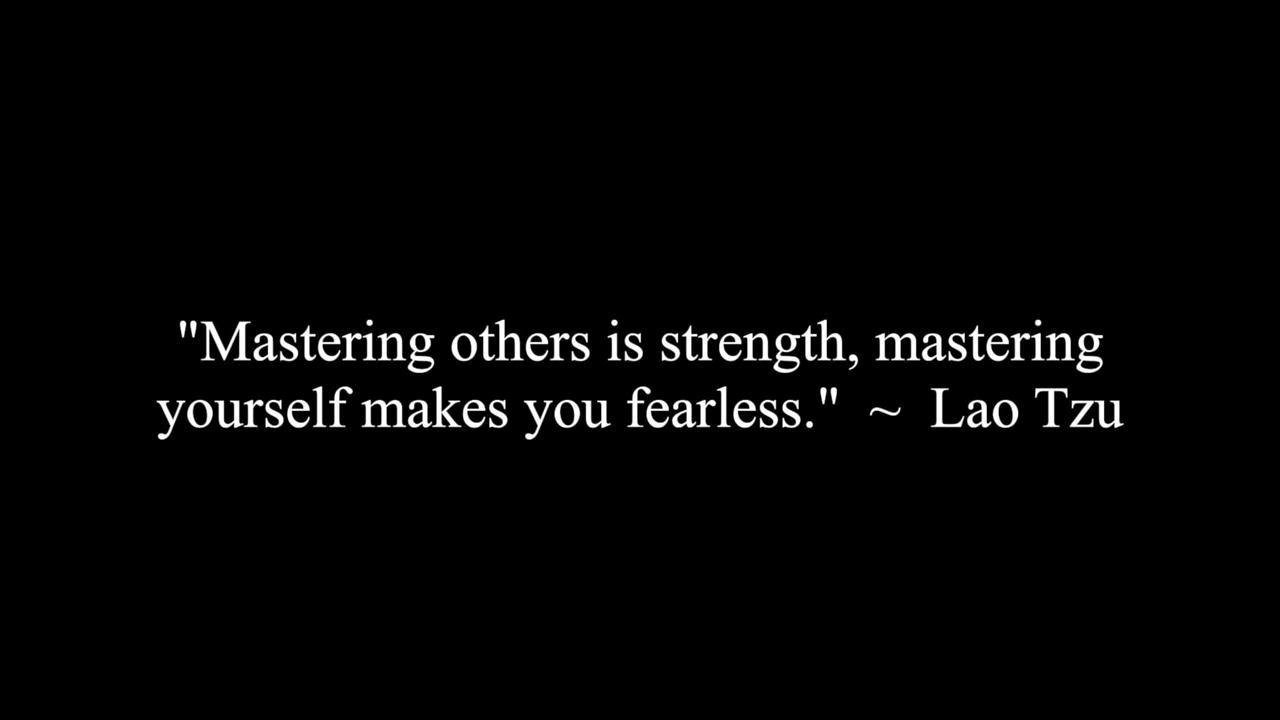 "Mastering others is strength, mastering
yourself makes you fearless."  ~  Lao Tzu